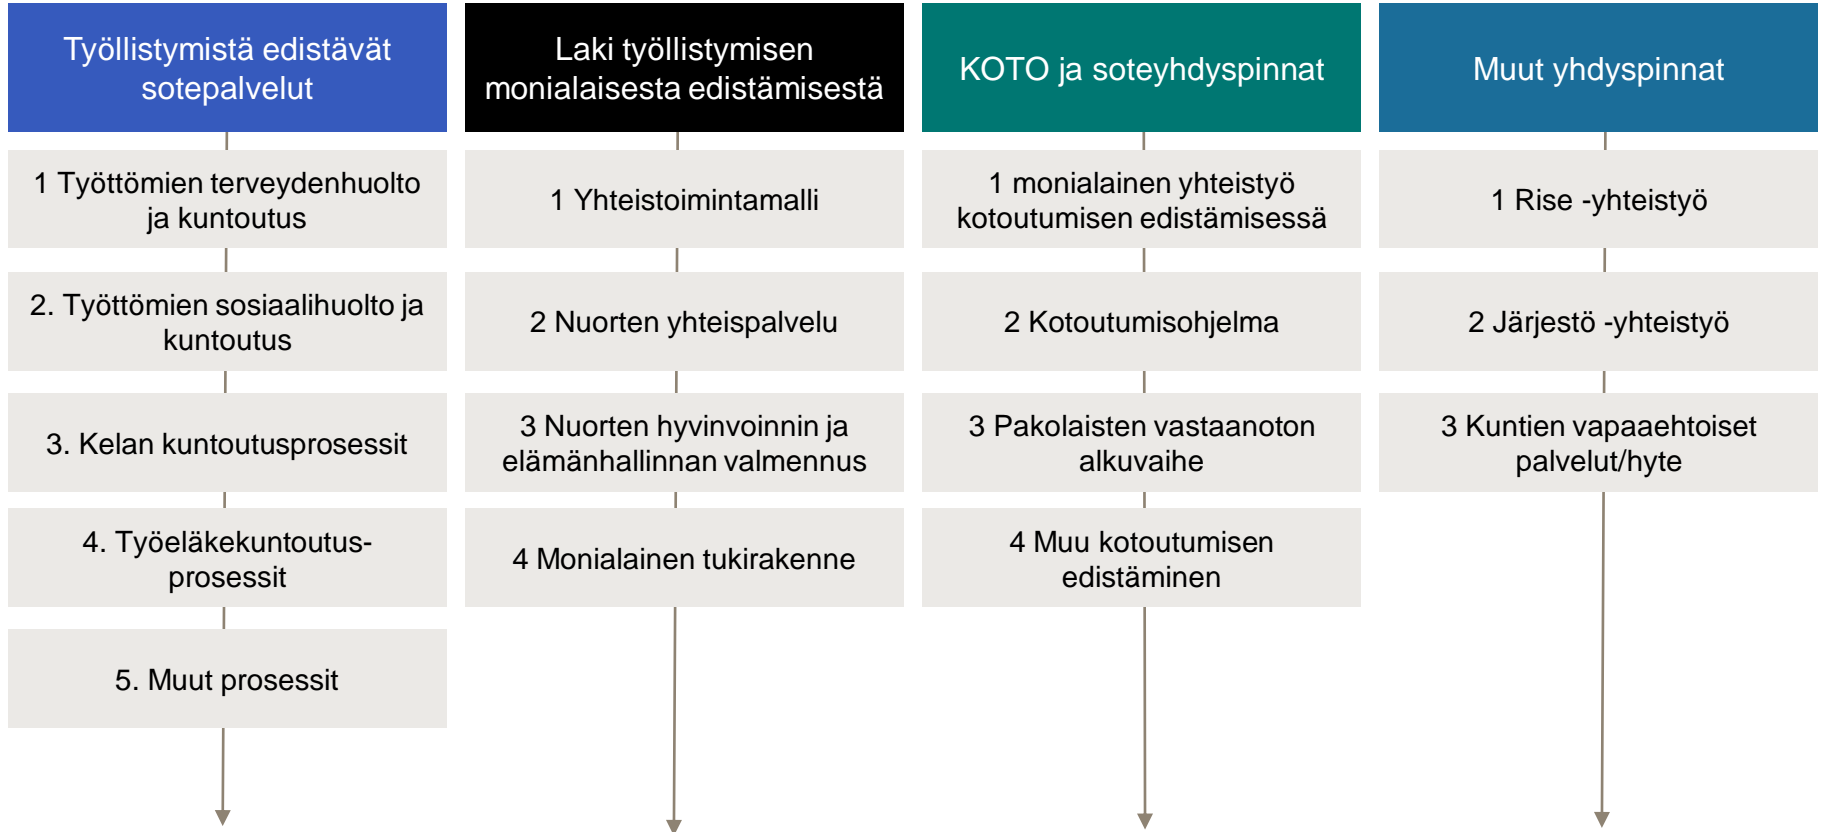 Työllistymistä edistävät
sotepalvelut
1 Työttömien terveydenhuolto
ja kuntoutus
2. Työttömien sosiaalihuolto ja
kuntoutus
3. Kelan kuntoutusprosessit
4. Työeläkekuntoutus-
prosessit
5. Muut prosessit
Laki työllistymisen
monialaisesta edistämisestä
1 Yhteistoimintamalli
2 Nuorten yhteispalvelu
3 Nuorten hyvinvoinnin ja
elämänhallinnan valmennus
4 Monialainen tukirakenne
KOTO ja soteyhdyspinnat
1 monialainen yhteistyö
kotoutumisen edistämisessä
2 Kotoutumisohjelma
3 Pakolaisten vastaanoton
alkuvaihe
4 Muu kotoutumisen
edistäminen
Muut yhdyspinnat
1 Rise -yhteistyö
2 Järjestö -yhteistyö
3 Kuntien vapaaehtoiset
palvelut/hyte